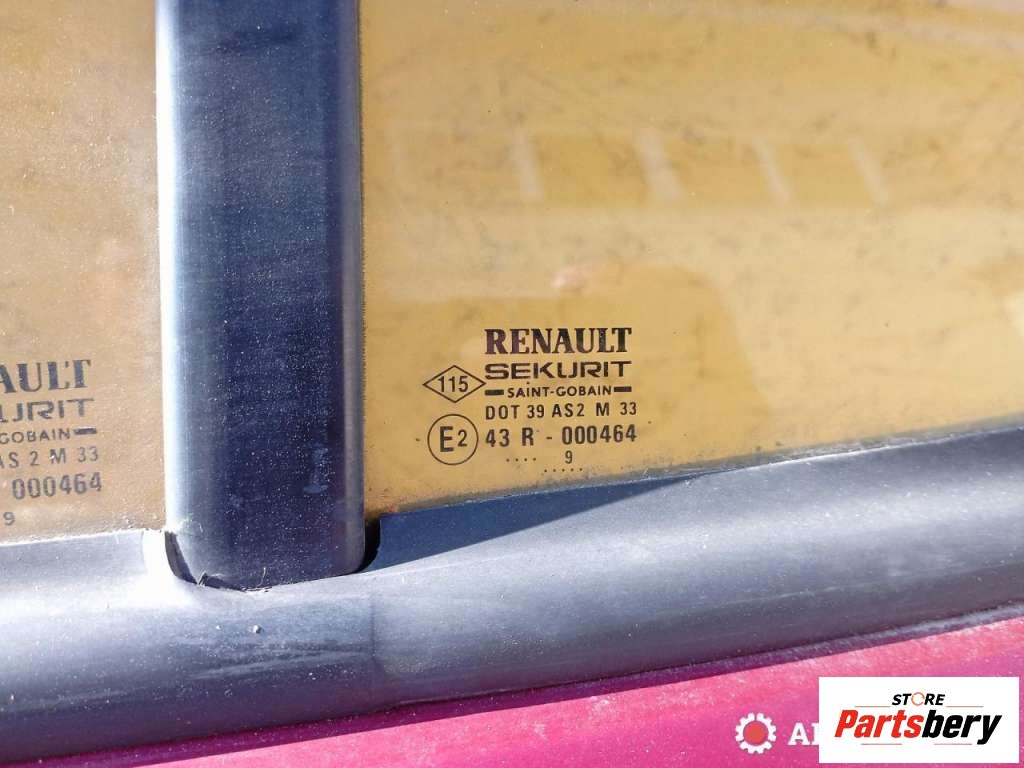 RENAULT
115
SEKURIT
SAINT-GOBAIN
DOT 39 AS2 M 33
E2 43 R - 000464
.... 9
.....
AULT
URIT
GOBAIN
AS 2 M 33
000464
9
STORE
Partsbery